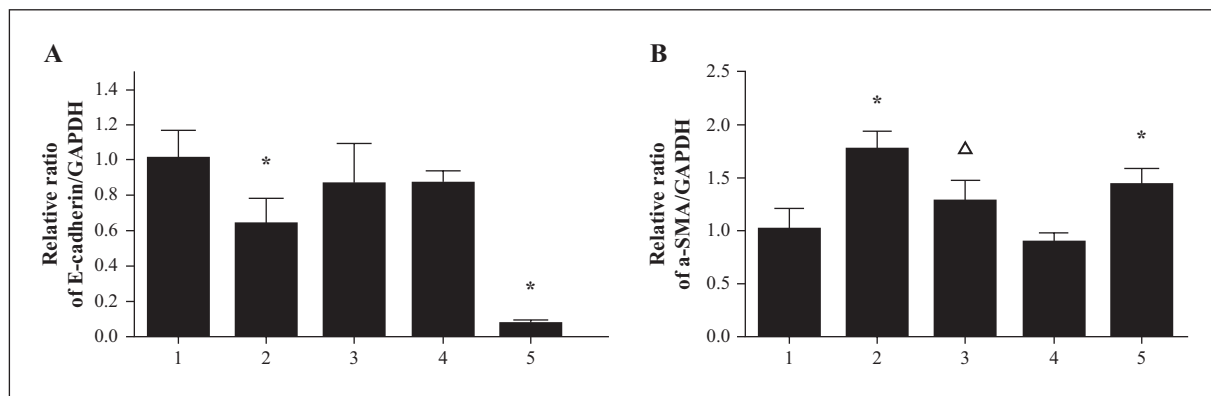 A
Relative ratio
of E-cadherin/GAPDH
1.4
1.2
1.0
0.8
0.6
0.4
0.2
0.0
*
*
1 2 3 4 5
B
Relative ratio
of a-SMA/GAPDH
2.5
2.0
1.5
1.0
0.5
0.0
*
Δ
*
1 2 3 4 5